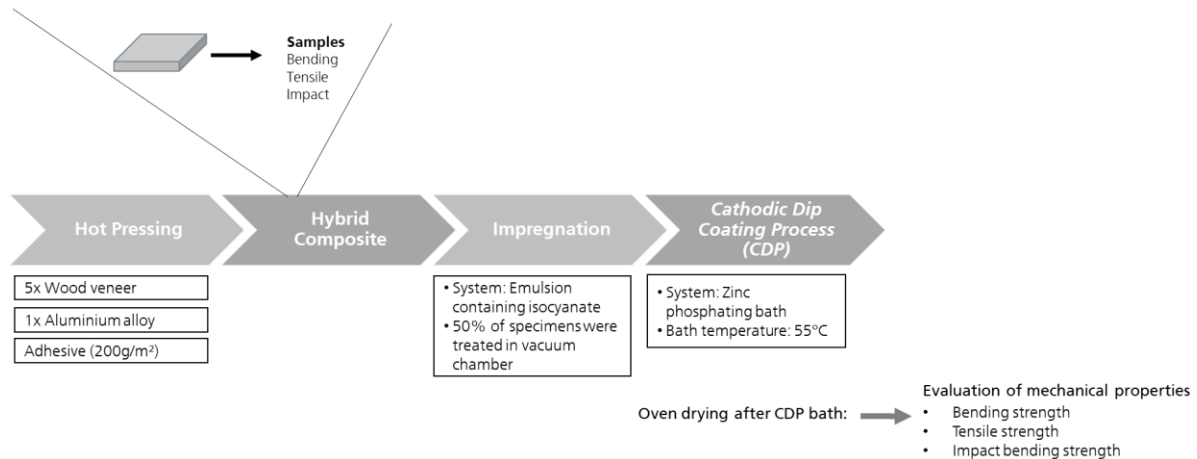 Samples
Bending
Tensile
Impact
Hot Pressing
Hybrid
Composite
Impregnation
Cathodic Dip
Coating Process
(CDP)
5x Wood veneer
1x Aluminium alloy
Adhesive (200g/m²)
• System: Emulsion
containing isocyanate
• 50% of specimens were
treated in vacuum
chamber
• System: Zinc
phosphating bath
• Bath temperature: 55°C
Oven drying after CDP bath:
Evaluation of mechanical properties
• Bending strength
• Tensile strength
• Impact bending strength